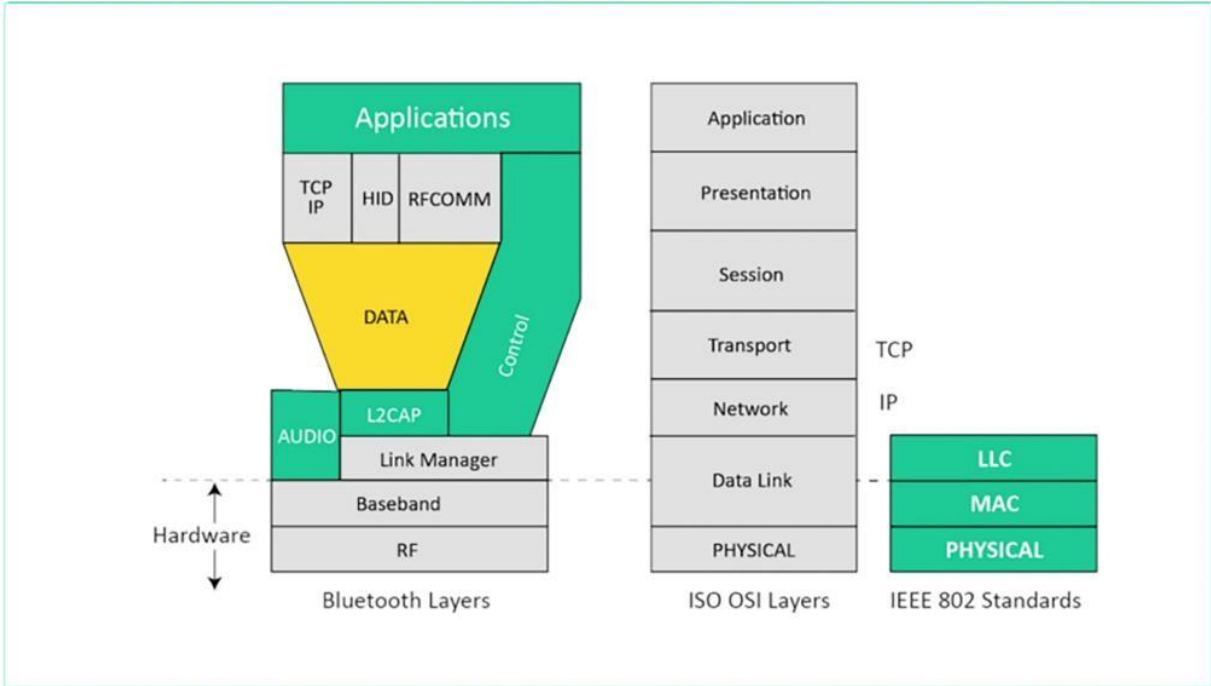 Applications
TCP
IP
HID
RFCOMM
DATA
Control
L2CAP
AUDIO
Link Manager
Baseband
RF
Hardware
Bluetooth Layers
Application
Presentation
Session
Transport
Network
Data Link
PHYSICAL
ISO OSI Layers
TCP
IP
LLC
MAC
PHYSICAL
IEEE 802 Standards